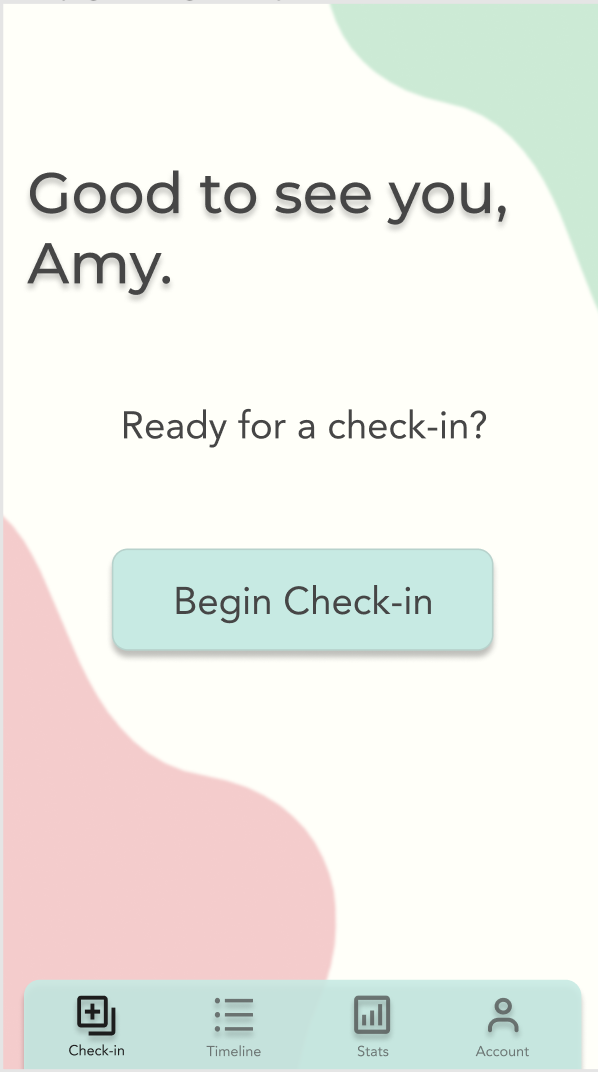 Good to see you,
Amy.
Ready for a check-in?
Begin Check-in
Check-in
Timeline
Stats
Account